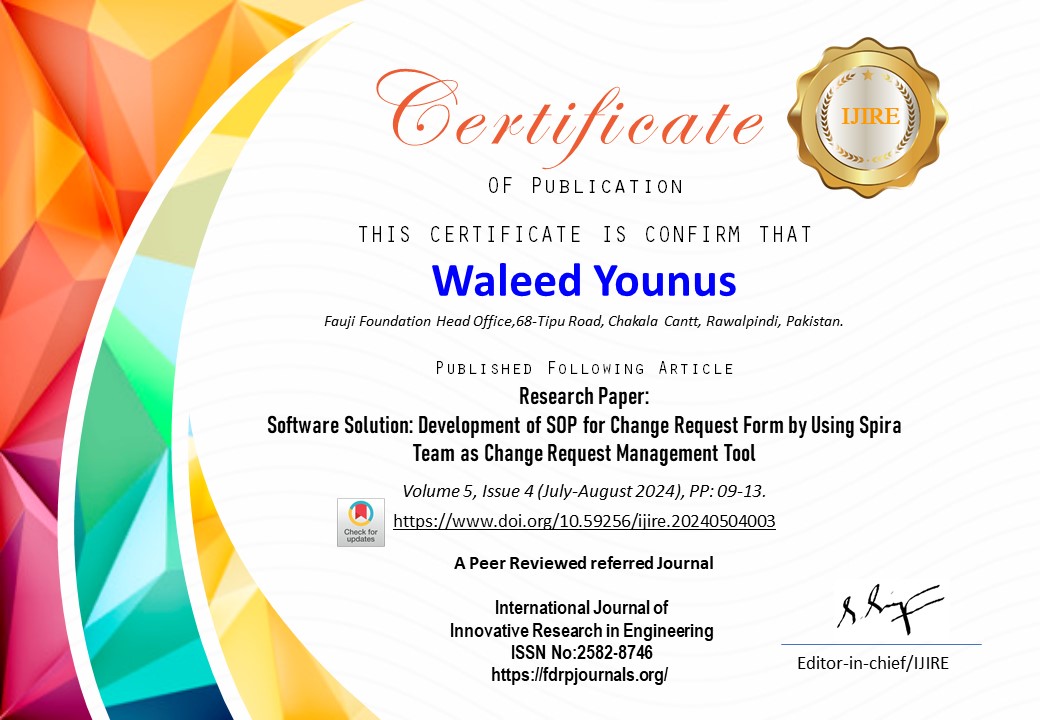 Certificate
IJIRE
OF PUBLICATION
THIS CERTIFICATE IS CONFIRM THAT
Waleed Younus
Fauji Foundation Head Office,68-Tipu Road, Chakala Cantt, Rawalpindi, Pakistan.
PUBLISHED FOLLOWING ARTICLE
Research Paper:
Software Solution: Development of SOP for Change Request Form by Using Spira
Team as Change Request Management Tool
Volume 5, Issue 4 (July-August 2024), PP: 09-13.
Check for
updates
https://www.doi.org/10.59256/ijire.20240504003
A Peer Reviewed referred Journal
International Journal of
Innovative Research in Engineering
ISSN No:2582-8746
https://fdrpjournals.org/
Editor-in-chief/IJIRE